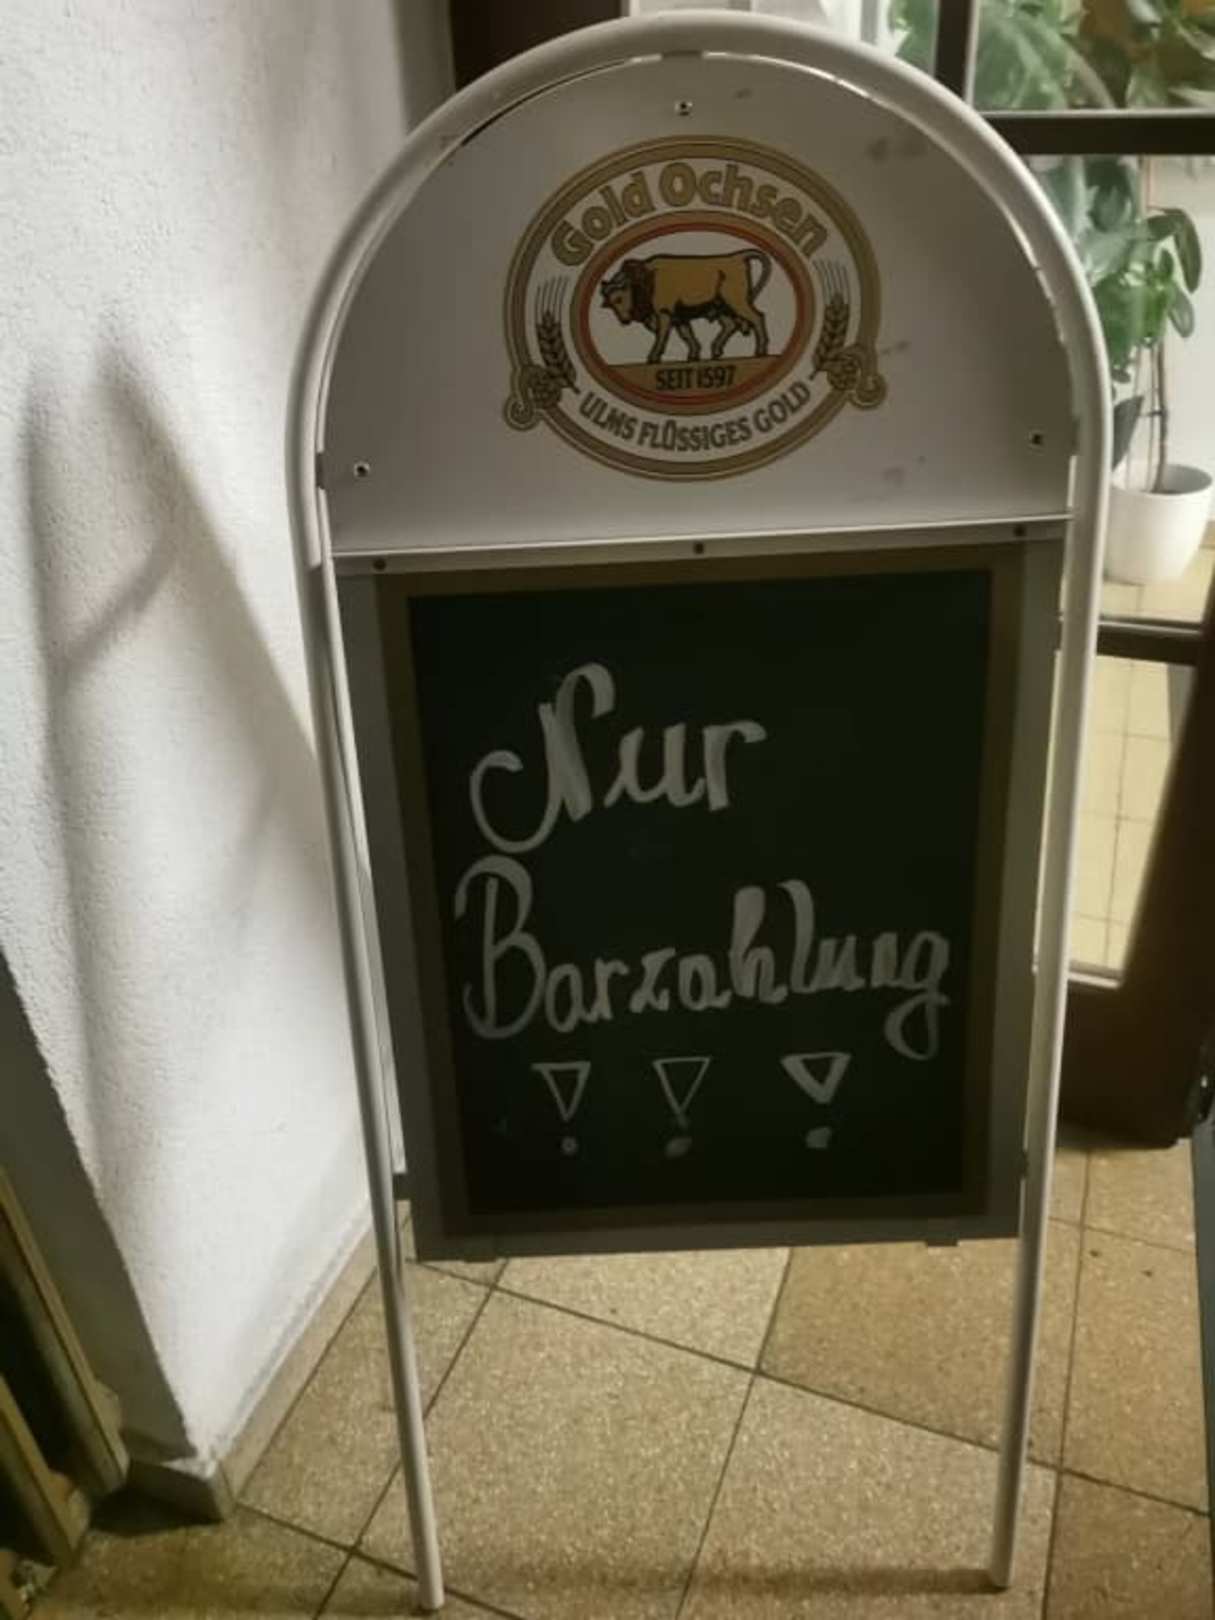 Gold Ochsen
SEIT 1597
ULMS FLÜSSIGES GOLD
Nur
Barzahlung
! ! !